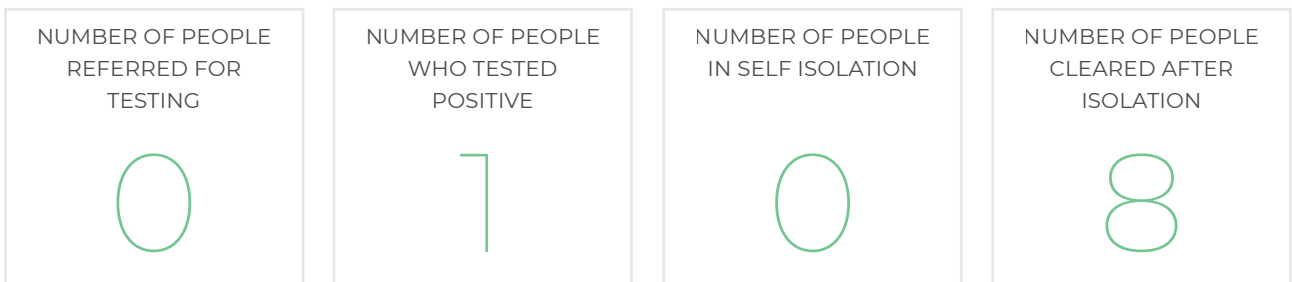 NUMBER OF PEOPLE
REFERRED FOR
TESTING
0
NUMBER OF PEOPLE
WHO TESTED
POSITIVE
1
NUMBER OF PEOPLE
IN SELF ISOLATION
0
NUMBER OF PEOPLE
CLEARED AFTER
ISOLATION
8